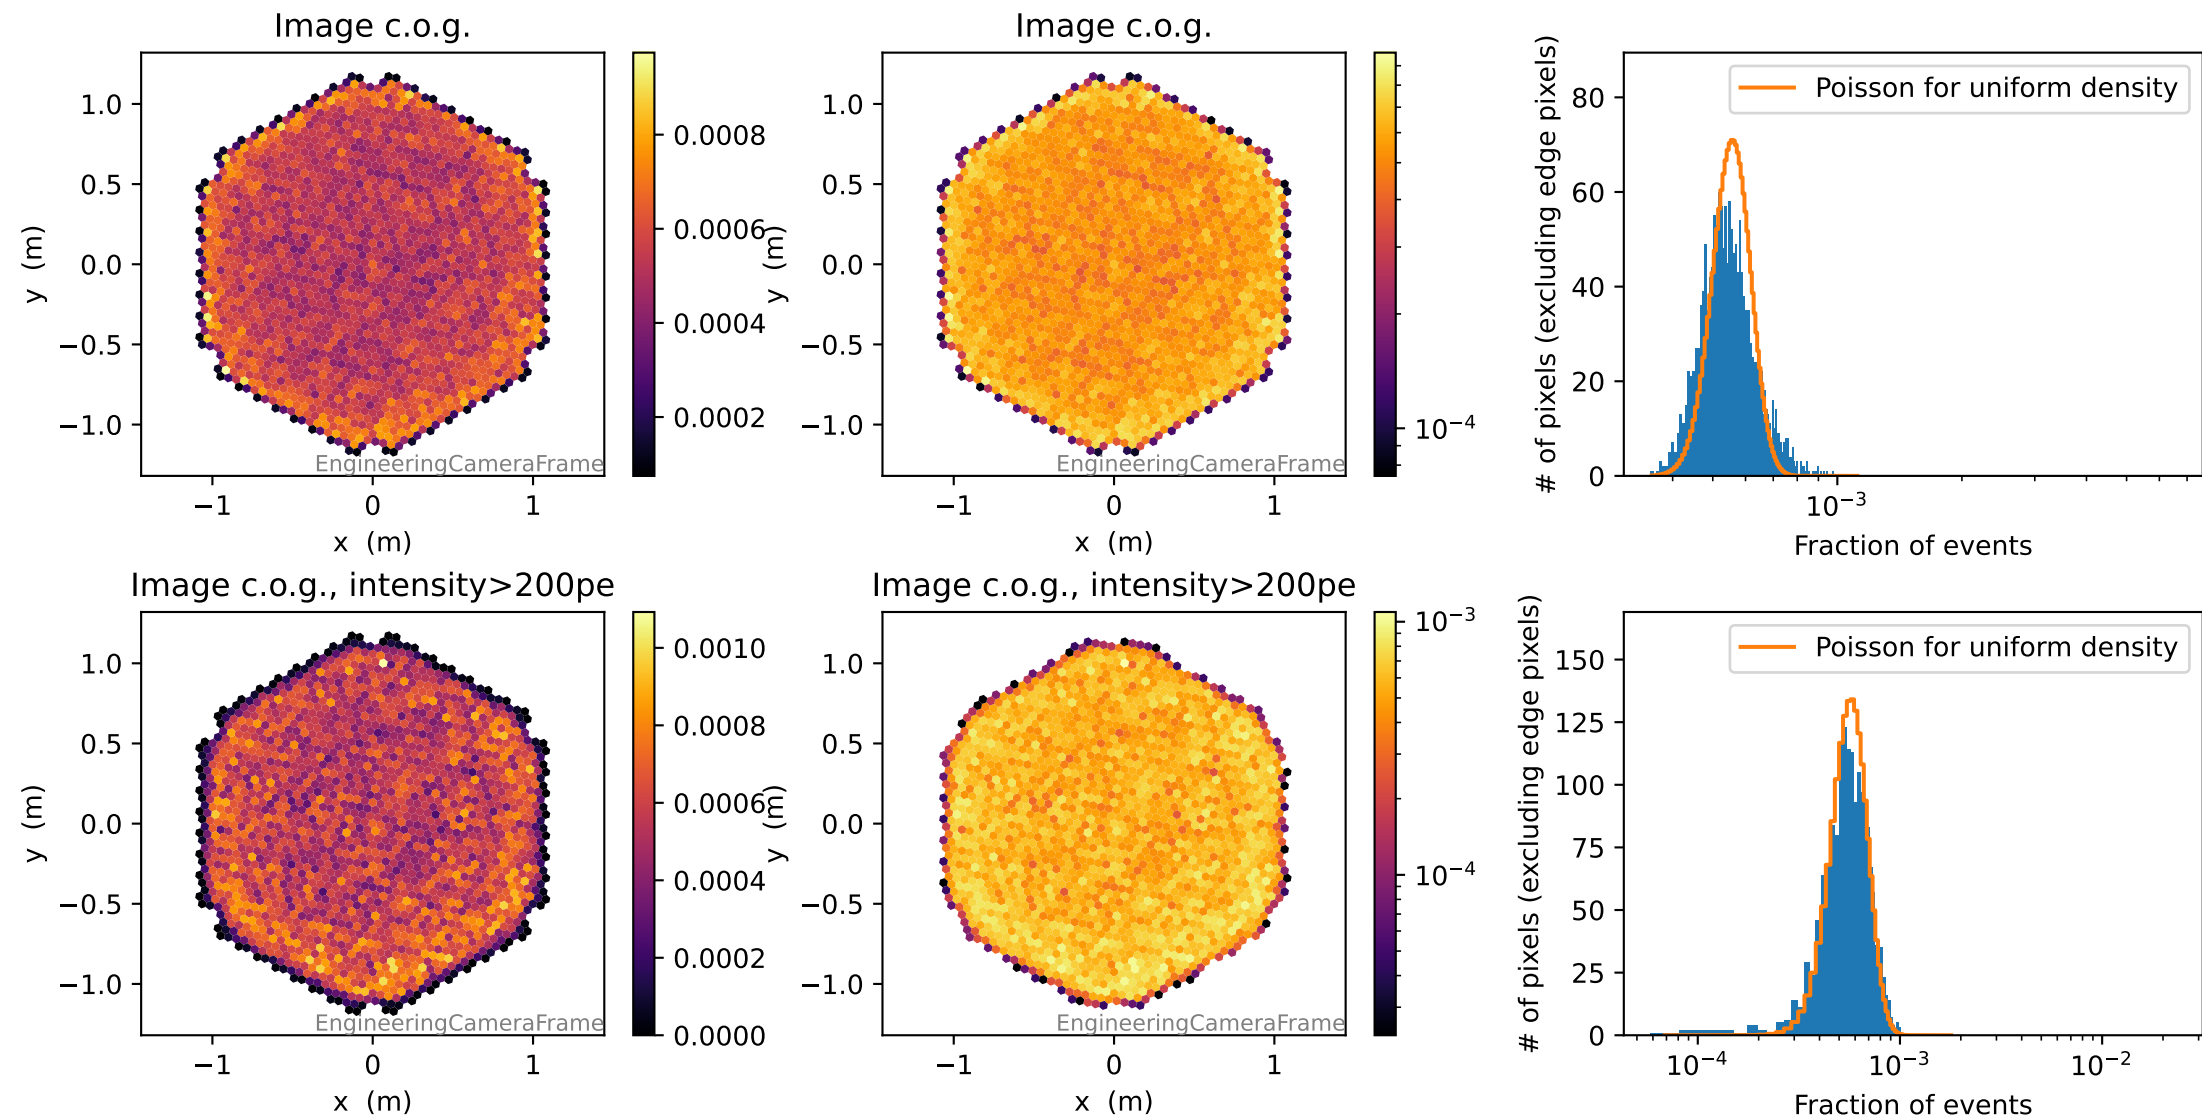 Image c.o.g.
1.0
0.5
0.0
−0.5
−1.0
y (m)
−1
0
1
x (m)
EngineeringCameraFrame
0.0008
0.0006
0.0004
0.0002
Image c.o.g.
1.0
0.5
0.0
−0.5
−1.0
y (m)
−1
0
1
x (m)
EngineeringCameraFrame
10⁻⁴
# of pixels (excluding edge pixels)
80
60
40
20
0
Poisson for uniform density
10⁻³
Fraction of events
Image c.o.g., intensity>200pe
1.0
0.5
0.0
−0.5
−1.0
y (m)
−1
0
1
x (m)
EngineeringCameraFrame
0.0010
0.0008
0.0006
0.0004
0.0002
0.0000
Image c.o.g., intensity>200pe
1.0
0.5
0.0
−0.5
−1.0
y (m)
−1
0
1
x (m)
EngineeringCameraFrame
10⁻³
10⁻⁴
# of pixels (excluding edge pixels)
150
125
100
75
50
25
0
Poisson for uniform density
10⁻⁴
10⁻³
10⁻²
Fraction of events